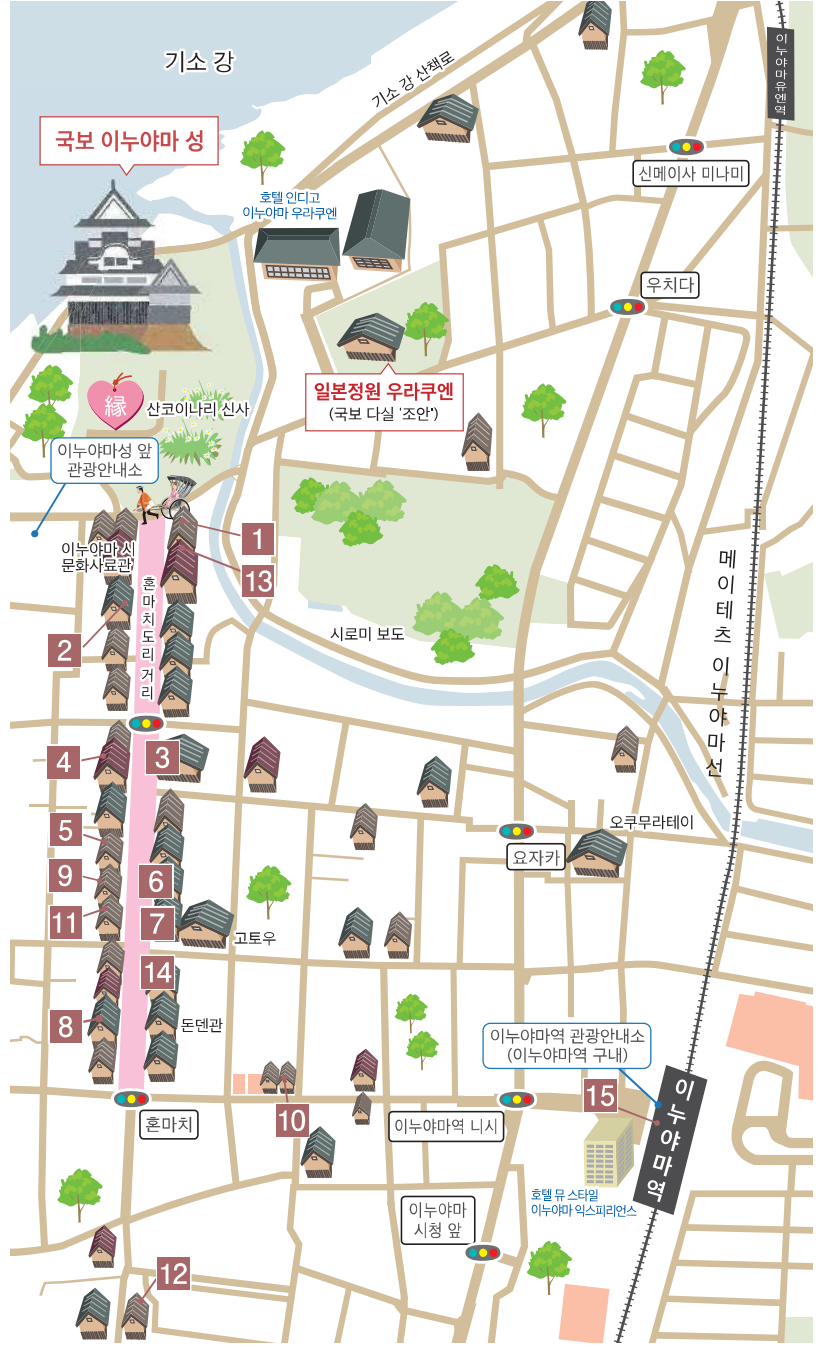 이누야마유엔역
기소 강
기소 강 산책로
국보 이누야마 성
신메이사 미나미
호텔 인디고
이누야마 우라쿠엔
우치다
일본정원 우라쿠엔
(국보 다실 '조안')
縁
산코이나리 신사
이누야마성 앞
관광안내소
1
이누야마 시
문화사료관
13
메이테츠 이누야마선
혼마치도리 거리
시로미 보도
2
3
4
5
오쿠무라테이
요자카
6
9
7
11
고토우
14
8
돈덴관
이누야마역 관광안내소
(이누야마역 구내)
이누야마역
15
10
혼마치
이누야마역 니시
호텔 뮤 스타일
이누야마 익스피리언스
이누야마
시청 앞
12